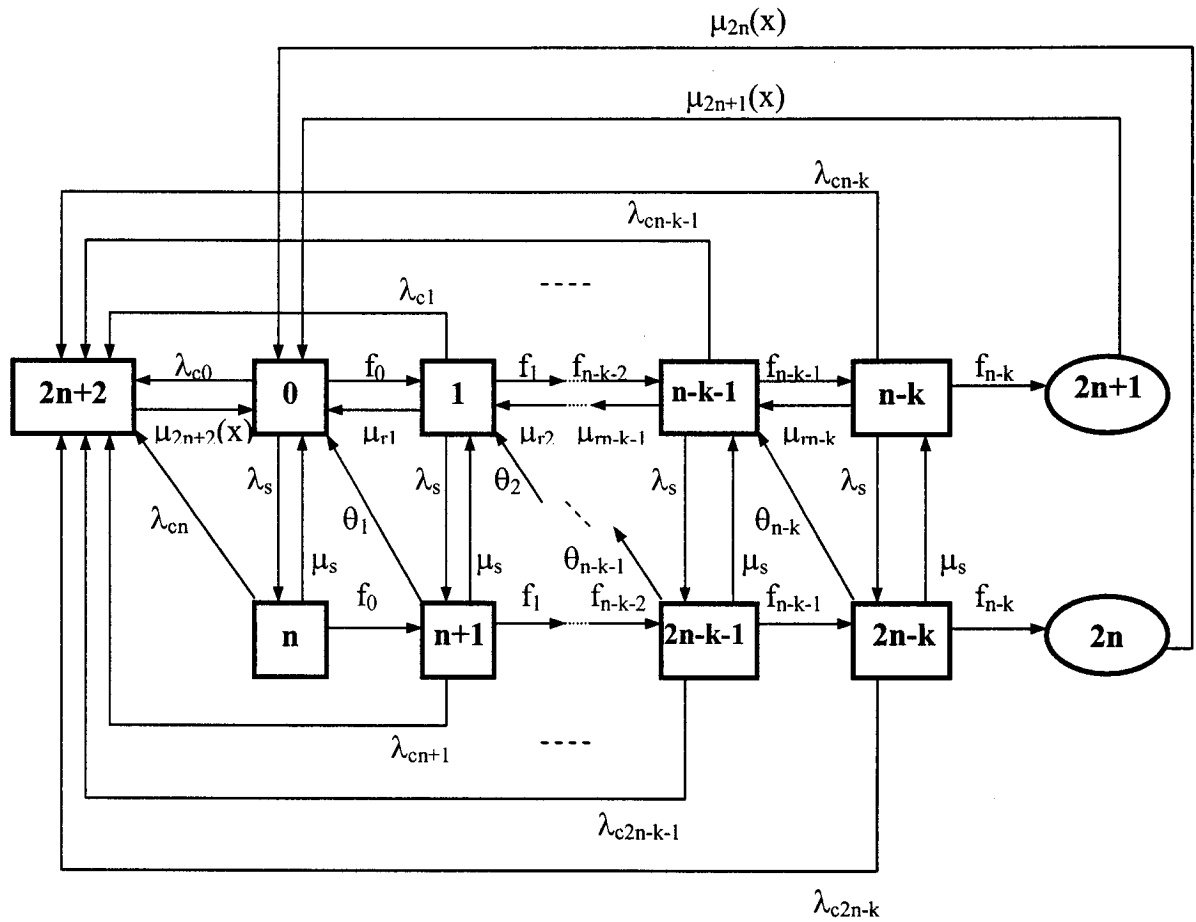 μ₂ₙ(x)
μ₂ₙ₊₁(x)
λcn-k
λcn-k-1
----
λc1
2n+2 λc0 0 f₀ 1 f₁ fn-k-2 n-k-1 fn-k-1 n-k fn-k 2n+1
μ₂ₙ₊₂(x) μr1 μr2 μrn-k-1 μrn-k
λs λs θ₂ λs λs
λcn θ₁ θn-k
μs μs θn-k-1 μs μs
n f₀ n+1 f₁ fn-k-2 2n-k-1 fn-k-1 2n-k fn-k 2n
λcn+1 ----
λc2n-k-1
λc2n-k